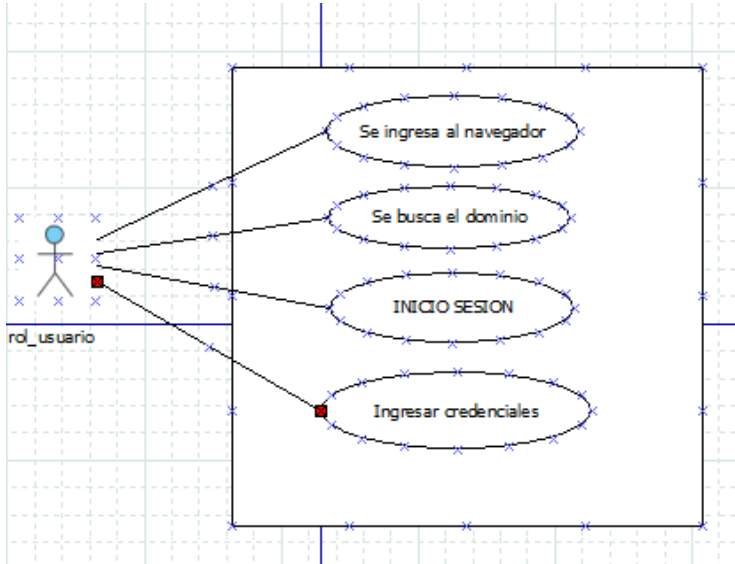 Se ingresa al navegador
Se busca el dominio
INICIO SESION
rol_usuario
Ingresar credenciales